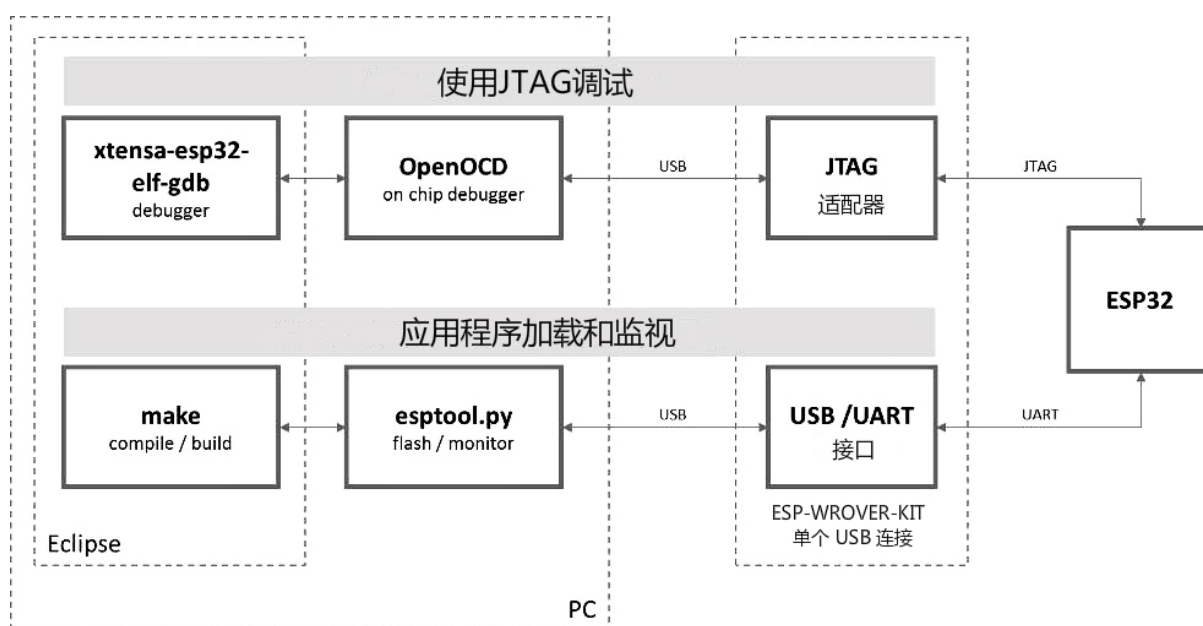 使用JTAG调试
xtensa-esp32-
elf-gdb
debugger
OpenOCD
on chip debugger
USB
JTAG
适配器
JTAG
ESP32
应用程序加载和监视
make
compile / build
esptool.py
flash / monitor
USB
USB /UART
接口
UART
ESP-WROVER-KIT
单个 USB 连接
Eclipse
PC